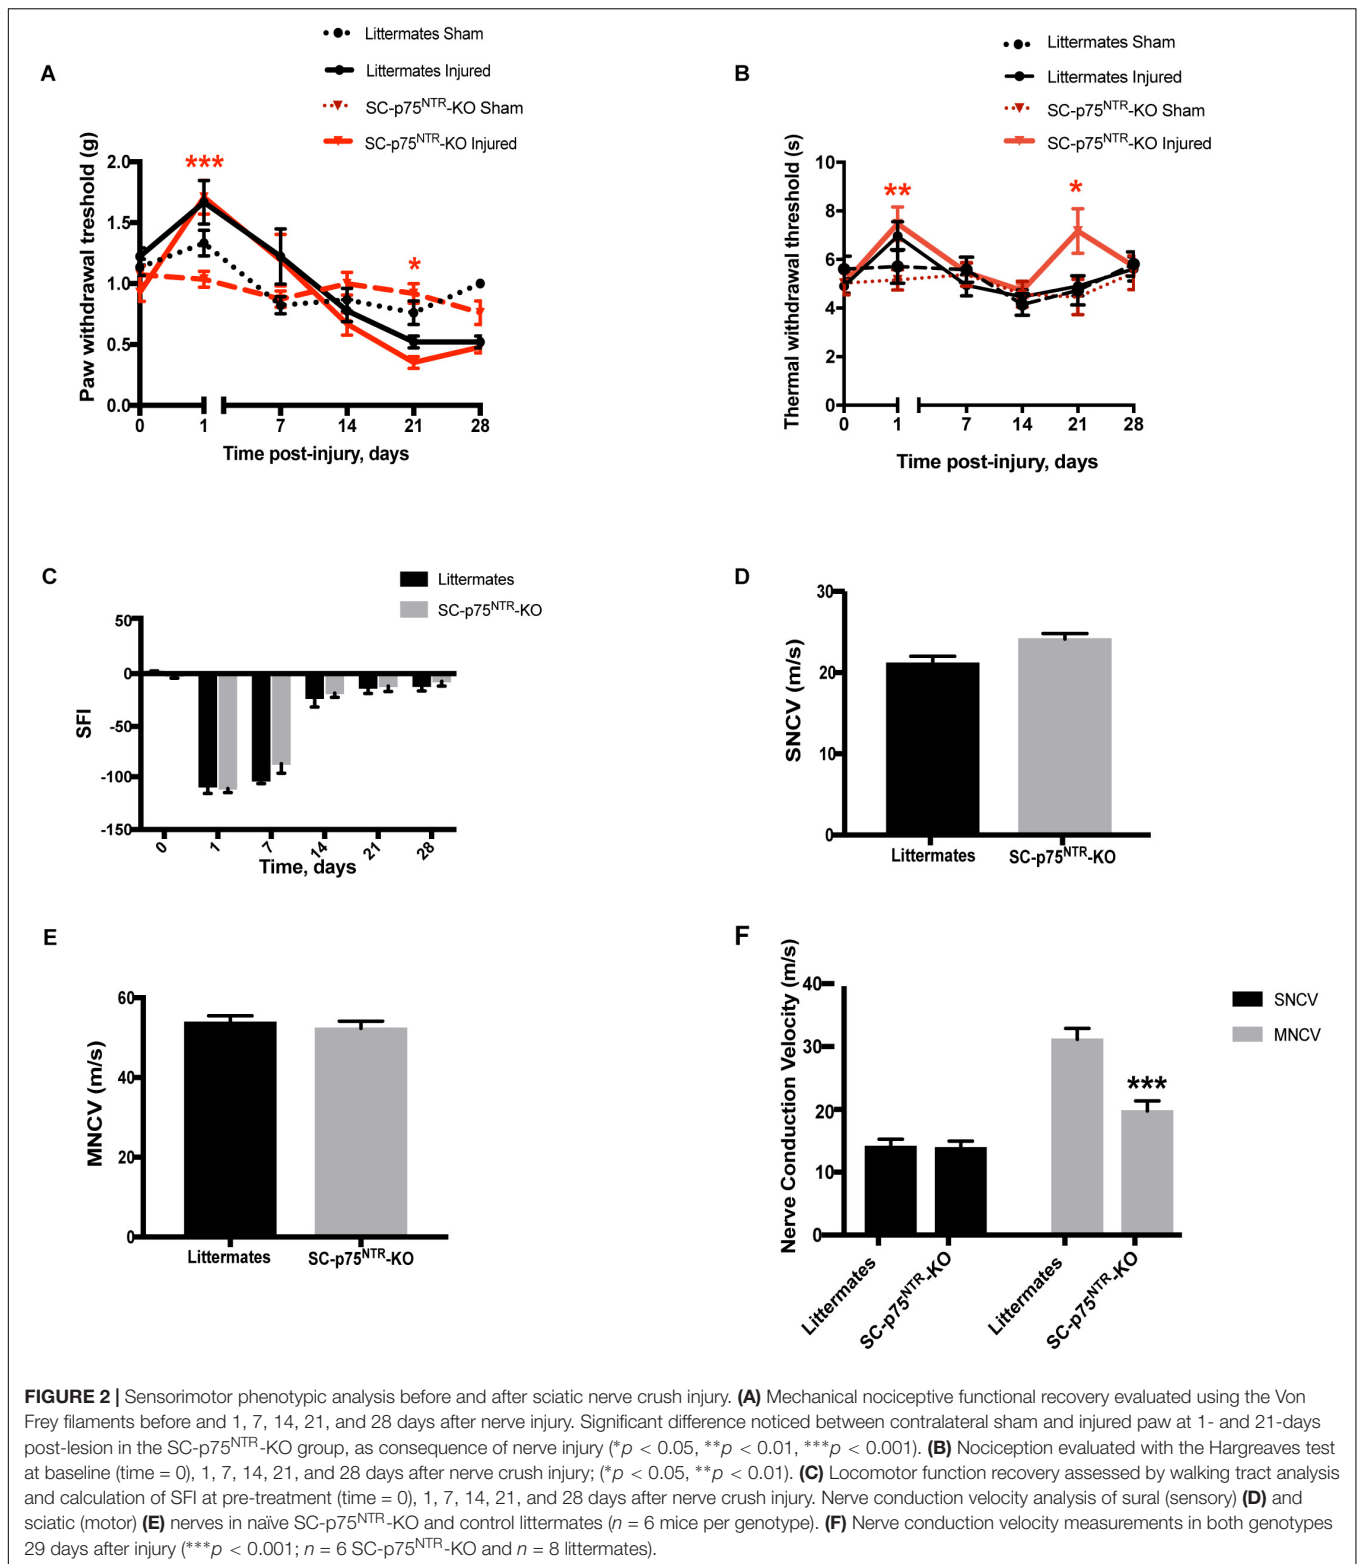 A
Littermates Sham
Littermates Injured
SC-p75NTR-KO Sham
SC-p75NTR-KO Injured
Paw withdrawal treshold (g)
2.0
1.5
1.0
0.5
0.0
***
*
0 1 7 14 21 28
Time post-injury, days
B
Littermates Sham
Littermates Injured
SC-p75NTR-KO Sham
SC-p75NTR-KO Injured
Thermal withdrawal threshold (s)
10
8
6
4
2
0
**
*
0 1 7 14 21 28
Time post-injury, days
C
Littermates
SC-p75NTR-KO
SFI
50
0
-50
-100
-150
0 1 7 14 21 28
Time, days
D
SNCV (m/s)
30
20
10
0
Littermates SC-p75NTR-KO
E
MNCV (m/s)
60
40
20
0
Littermates SC-p75NTR-KO
F
Nerve Conduction Velocity (m/s)
40
30
20
10
0
SNCV
MNCV
***
Littermates SC-p75NTR-KO Littermates SC-p75NTR-KO
FIGURE 2 | Sensorimotor phenotypic analysis before and after sciatic nerve crush injury. (A) Mechanical nociceptive functional recovery evaluated using the Von
Frey filaments before and 1, 7, 14, 21, and 28 days after nerve injury. Significant difference noticed between contralateral sham and injured paw at 1- and 21-days
post-lesion in the SC-p75NTR-KO group, as consequence of nerve injury (*p < 0.05, **p < 0.01, ***p < 0.001). (B) Nociception evaluated with the Hargreaves test
at baseline (time = 0), 1, 7, 14, 21, and 28 days after nerve crush injury; (*p < 0.05, **p < 0.01). (C) Locomotor function recovery assessed by walking tract analysis
and calculation of SFI at pre-treatment (time = 0), 1, 7, 14, 21, and 28 days after nerve crush injury. Nerve conduction velocity analysis of sural (sensory) (D) and
sciatic (motor) (E) nerves in naïve SC-p75NTR-KO and control littermates (n = 6 mice per genotype). (F) Nerve conduction velocity measurements in both genotypes
29 days after injury (***p < 0.001; n = 6 SC-p75NTR-KO and n = 8 littermates).